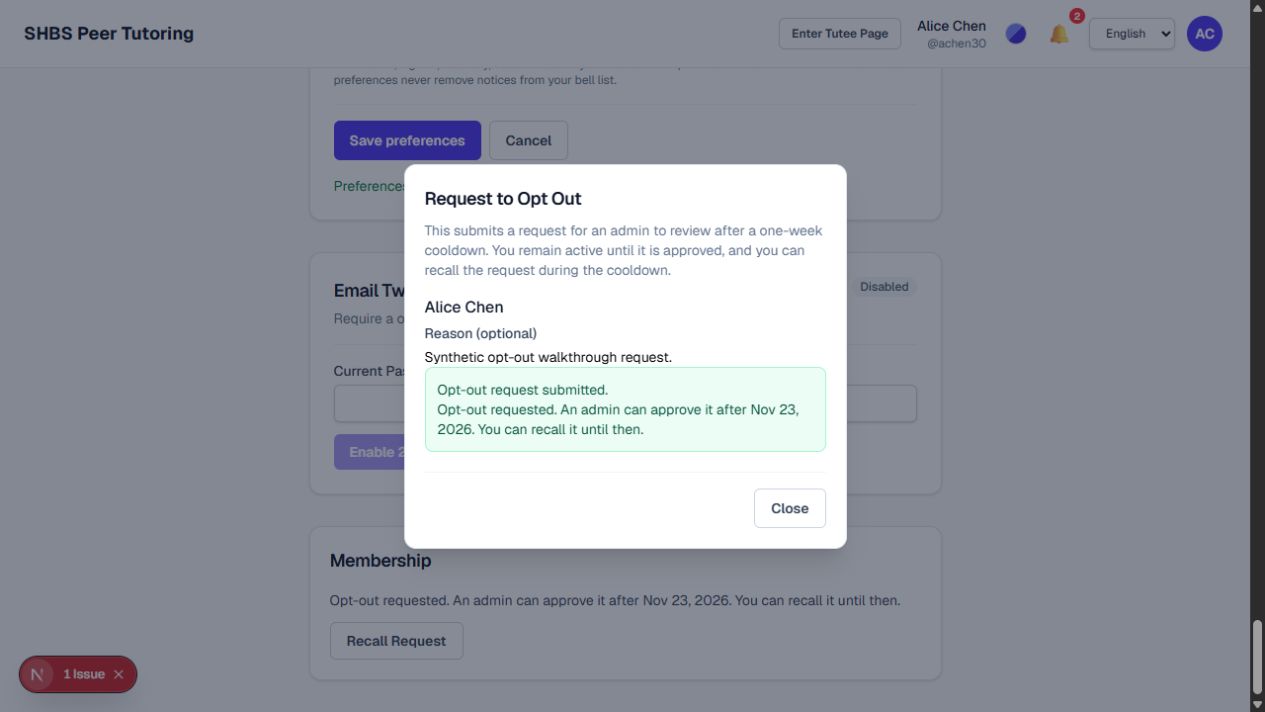 SHBS Peer Tutoring
Enter Tutee Page
Alice Chen
@achen30
2
English
AC
preferences never remove notices from your bell list.
Save preferences
Cancel
Preferences
Request to Opt Out
This submits a request for an admin to review after a one-week
cooldown. You remain active until it is approved, and you can
recall the request during the cooldown.
Alice Chen
Reason (optional)
Synthetic opt-out walkthrough request.
Opt-out request submitted.
Opt-out requested. An admin can approve it after Nov 23,
2026. You can recall it until then.
Close
Email Tw
Disabled
Require a o
Current Pas
Enable 2
Membership
Opt-out requested. An admin can approve it after Nov 23, 2026. You can recall it until then.
Recall Request
N
1 Issue